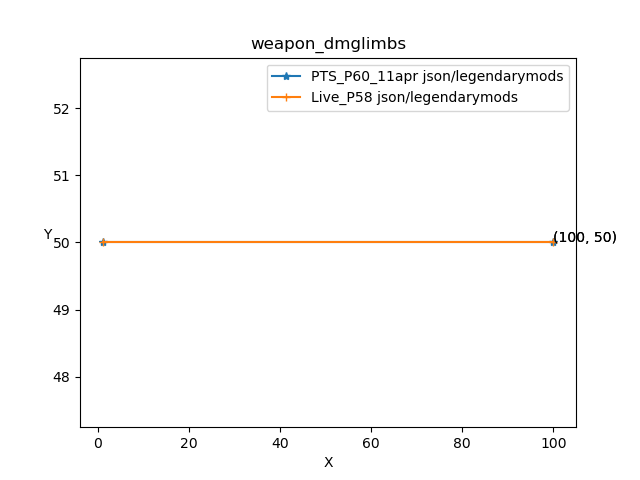 weapon_dmglimbs
PTS_P60_11apr json/legendarymods
Live_P58 json/legendarymods
52
51
Y
50
(100, 50)
49
48
0
20
40
60
80
100
X